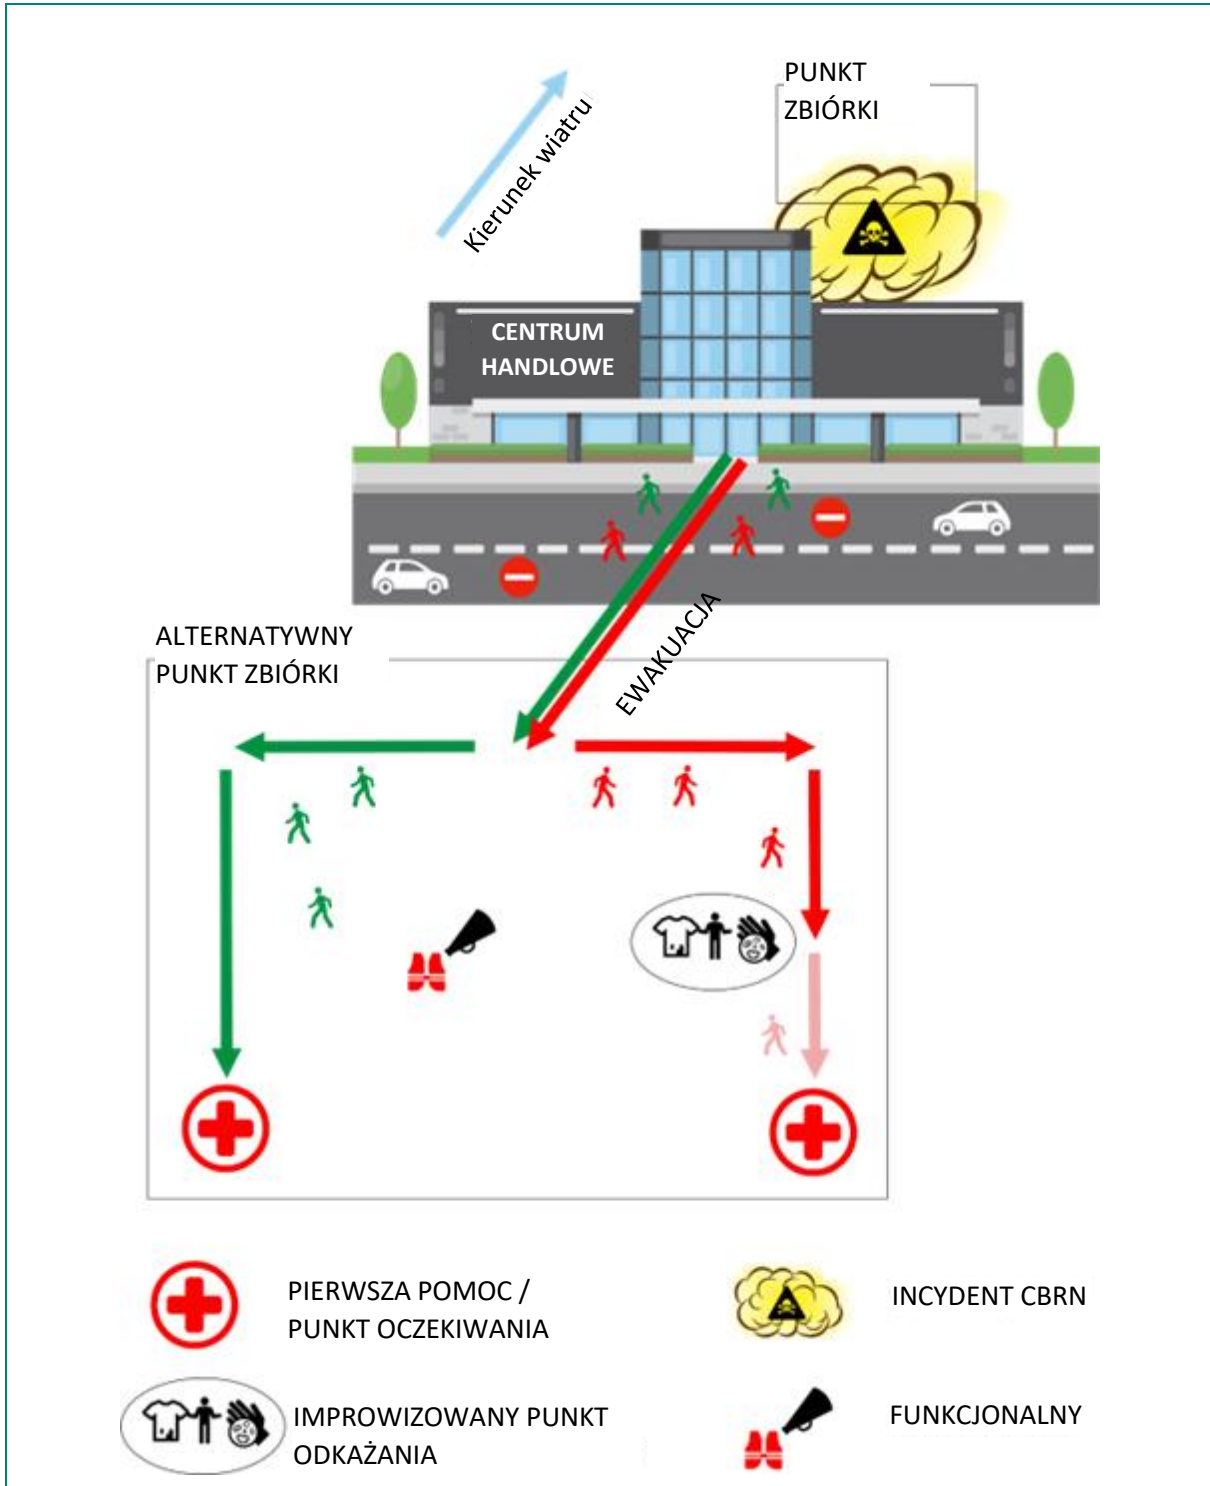 PUNKT
ZBIÓRKI
Kierunek wiatru
CENTRUM
HANDLOWE
EWAKUACJA
ALTERNATYWNY
PUNKT ZBIÓRKI
PIERWSZA POMOC /
PUNKT OCZEKIWANIA
INCYDENT CBRN
IMPROWIZOWANY PUNKT
ODKAŻANIA
FUNKCJONALNY